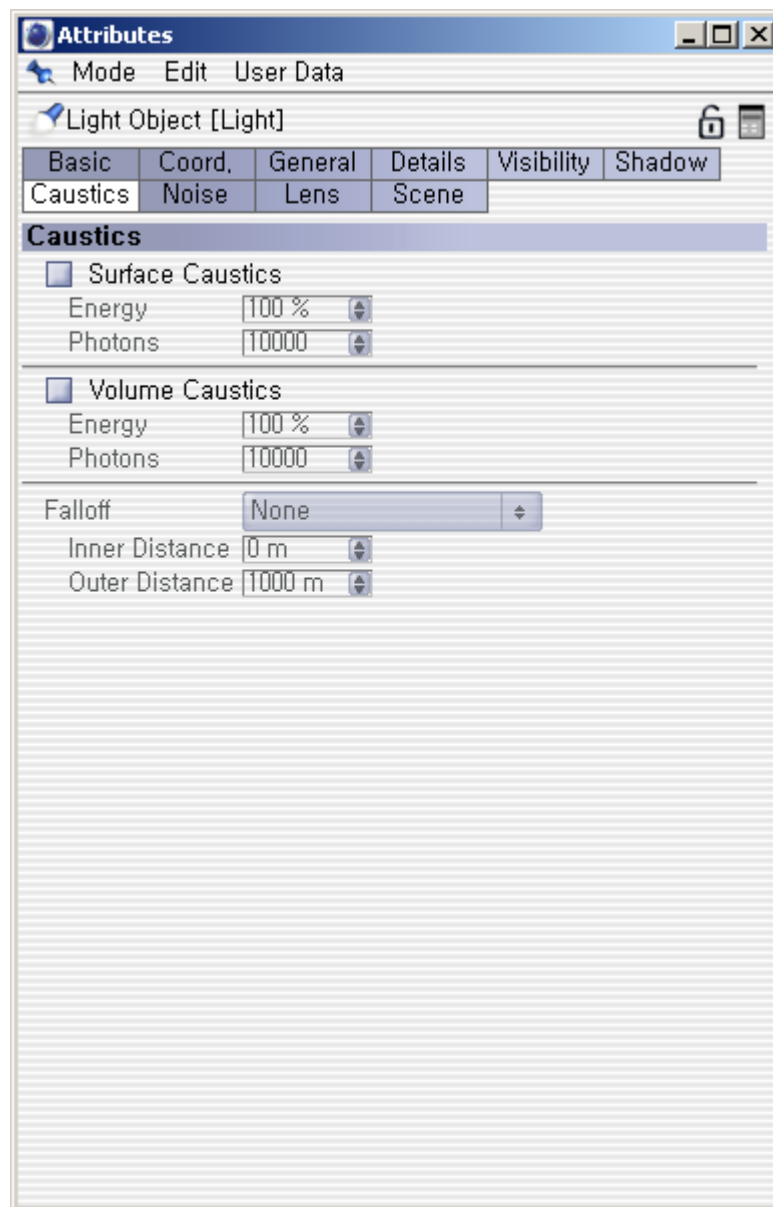 Attributes
Mode Edit User Data
Light Object [Light]
Basic Coord. General Details Visibility Shadow
Caustics Noise Lens Scene
Caustics
Surface Caustics
Energy 100 %
Photons 10000
Volume Caustics
Energy 100 %
Photons 10000
Falloff None
Inner Distance 0 m
Outer Distance 1000 m